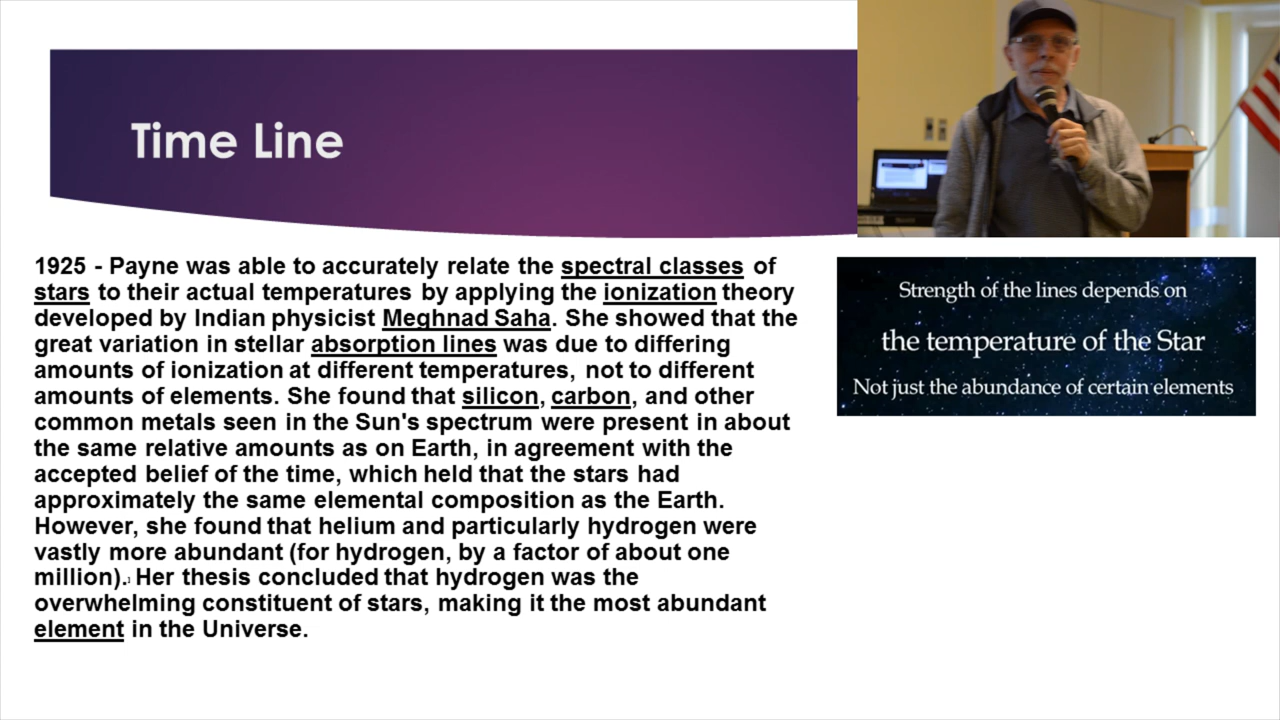 Time Line
1925 - Payne was able to accurately relate the spectral classes of
stars to their actual temperatures by applying the ionization theory
developed by Indian physicist Meghnad Saha. She showed that the
great variation in stellar absorption lines was due to differing
amounts of ionization at different temperatures, not to different
amounts of elements. She found that silicon, carbon, and other
common metals seen in the Sun's spectrum were present in about
the same relative amounts as on Earth, in agreement with the
accepted belief of the time, which held that the stars had
approximately the same elemental composition as the Earth.
However, she found that helium and particularly hydrogen were
vastly more abundant (for hydrogen, by a factor of about one
million). Her thesis concluded that hydrogen was the
overwhelming constituent of stars, making it the most abundant
element in the Universe.
Strength of the lines depends on
the temperature of the Star
Not just the abundance of certain elements